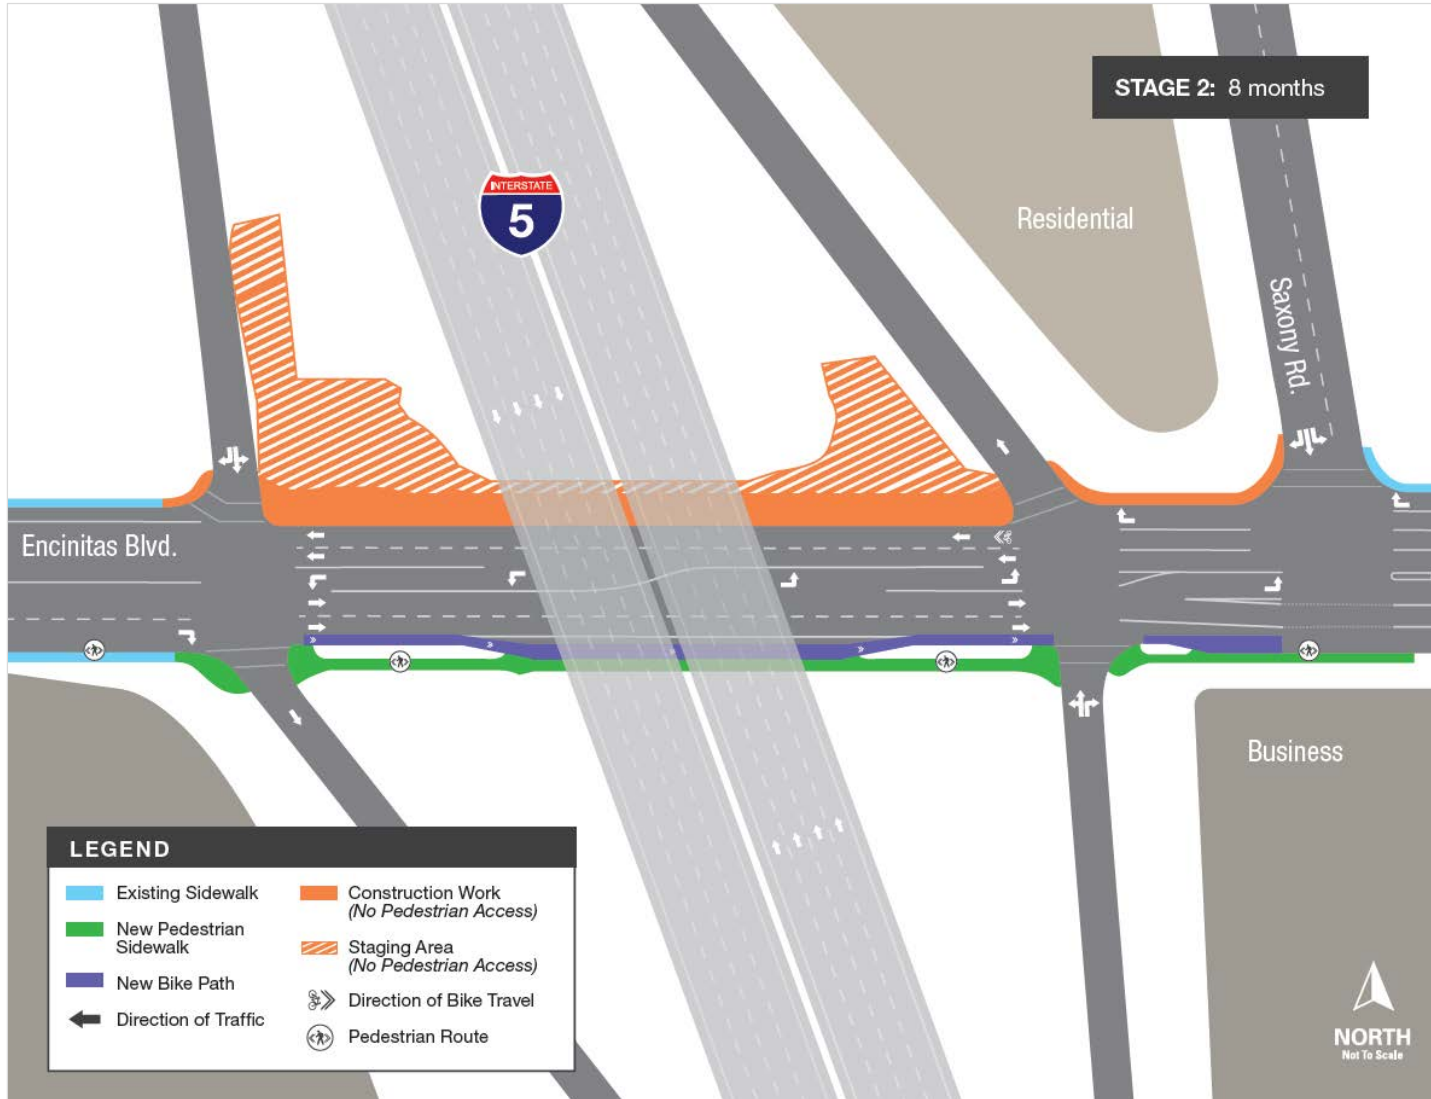 STAGE 2: 8 months
INTERSTATE
5
Residential
Saxony Rd.
Encinitas Blvd.
Business
LEGEND
Existing Sidewalk
New Pedestrian
Sidewalk
New Bike Path
Direction of Traffic
Construction Work
(No Pedestrian Access)
Staging Area
(No Pedestrian Access)
Direction of Bike Travel
Pedestrian Route
NORTH
Not To Scale